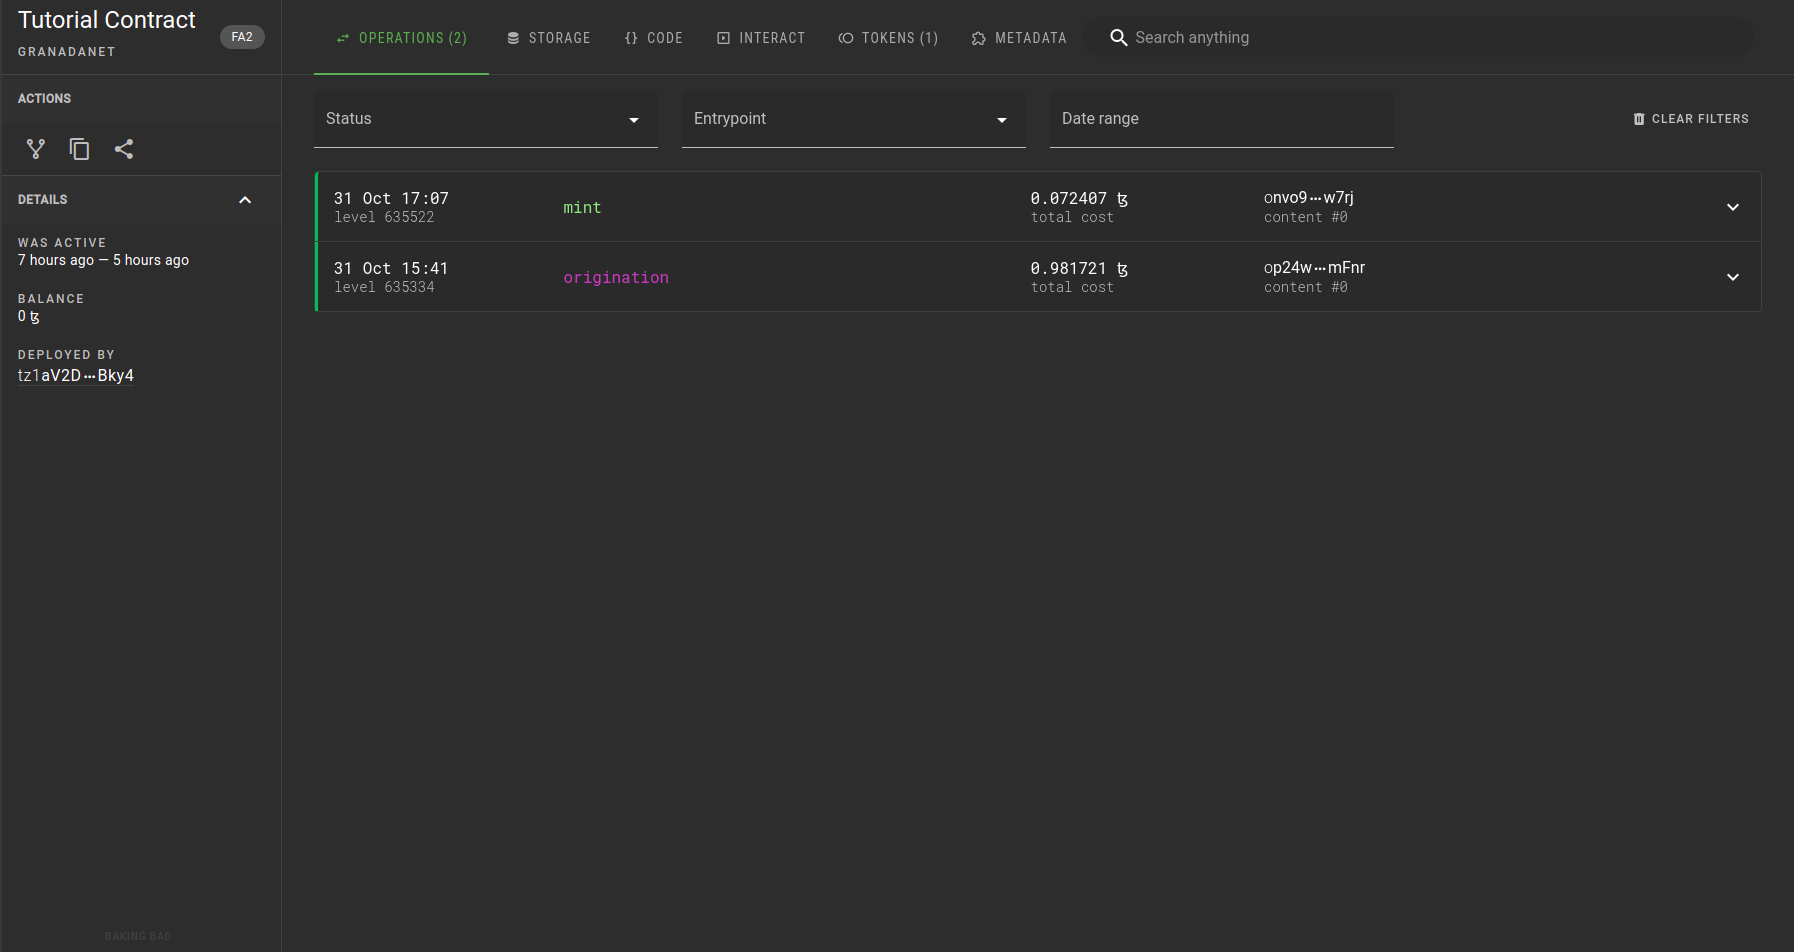 Tutorial Contract
GRANADANET
FA2
ACTIONS
DETAILS
WAS ACTIVE
7 hours ago — 5 hours ago
BALANCE
0 ꜩ
DEPLOYED BY
tz1aV2D···Bky4
BAKING BAD
OPERATIONS (2)
STORAGE
{} CODE
INTERACT
TOKENS (1)
METADATA
Search anything
Status
Entrypoint
Date range
CLEAR FILTERS
31 Oct 17:07
level 635522
mint
0.072407 ꜩ
total cost
onvo9···w7rj
content #0
31 Oct 15:41
level 635334
origination
0.981721 ꜩ
total cost
op24w···mFnr
content #0